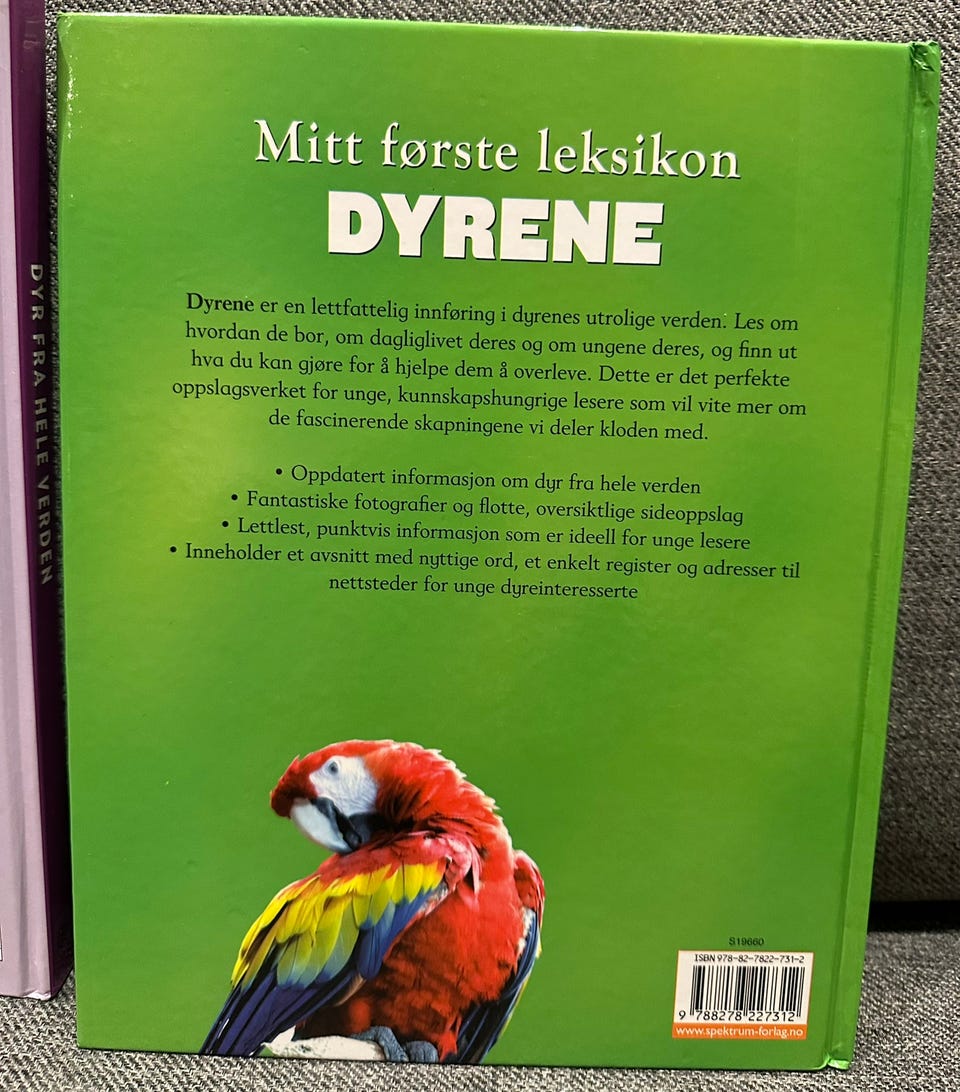 DYR FRA HELE VERDEN
Mitt første leksikon
DYRENE
Dyrene er en lettfattelig innføring i dyrenes utrolige verden. Les om
hvordan de bor, om dagliglivet deres og om ungene deres, og finn ut
hva du kan gjøre for å hjelpe dem å overleve. Dette er det perfekte
oppslagsverket for unge, kunnskapshungrige lesere som vil vite mer om
de fascinerende skapningene vi deler kloden med.
• Oppdatert informasjon om dyr fra hele verden
• Fantastiske fotografier og flotte, oversiktlige sideoppslag
• Lettlest, punktvis informasjon som er ideell for unge lesere
• Inneholder et avsnitt med nyttige ord, et enkelt register og adresser til
nettsteder for unge dyreinteresserte
S19660
ISBN 978-82-7822-731-2
9 788278 227312
www.spektrum-forlag.no